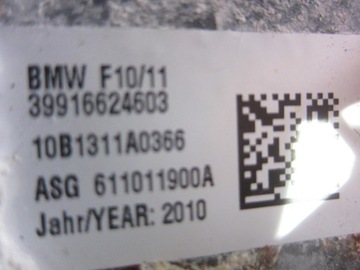 BMW F10/11
39916624603
10B1311A0366
ASG 611011900A
Jahr/YEAR: 2010